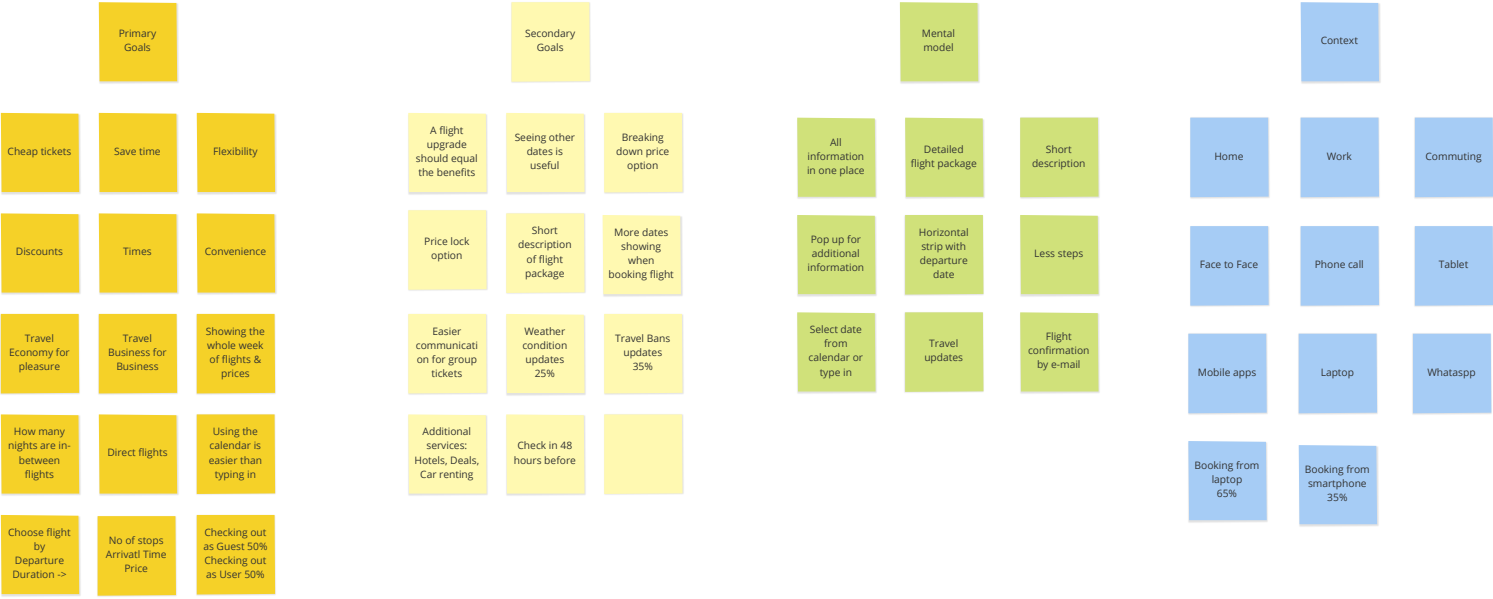 Primary
Goals
Cheap tickets
Save time
Flexibility
Discounts
Times
Convenience
Travel
Economy for
pleasure
Travel
Business for
Business
Showing the
whole week
of flights &
prices
How many
nights are in-
between
flights
Direct flights
Using the
calendar is
easier than
typing in
Choose flight
by
Departure
Duration ->
No of stops
Arrivatl Time
Price
Checking out
as Guest 50%
Checking out
as User 50%
Secondary
Goals
A flight
upgrade
should equal
the benefits
Seeing other
dates is
useful
Breaking
down price
option
Price lock
option
Short
description
of flight
package
More dates
showing
when
booking flight
Easier
communicati
on for group
tickets
Weather
condition
updates
25%
Travel Bans
updates
35%
Additional
services:
Hotels, Deals,
Car renting
Check in 48
hours before
Mental
model
All
information
in one place
Detailed
flight package
Short
description
Pop up for
additional
information
Horizontal
strip with
departure
date
Less steps
Select date
from
calendar or
type in
Travel
updates
Flight
confirmation
by e-mail
Context
Home
Work
Commuting
Face to Face
Phone call
Tablet
Mobile apps
Laptop
Whataspp
Booking from
laptop
65%
Booking from
smartphone
35%